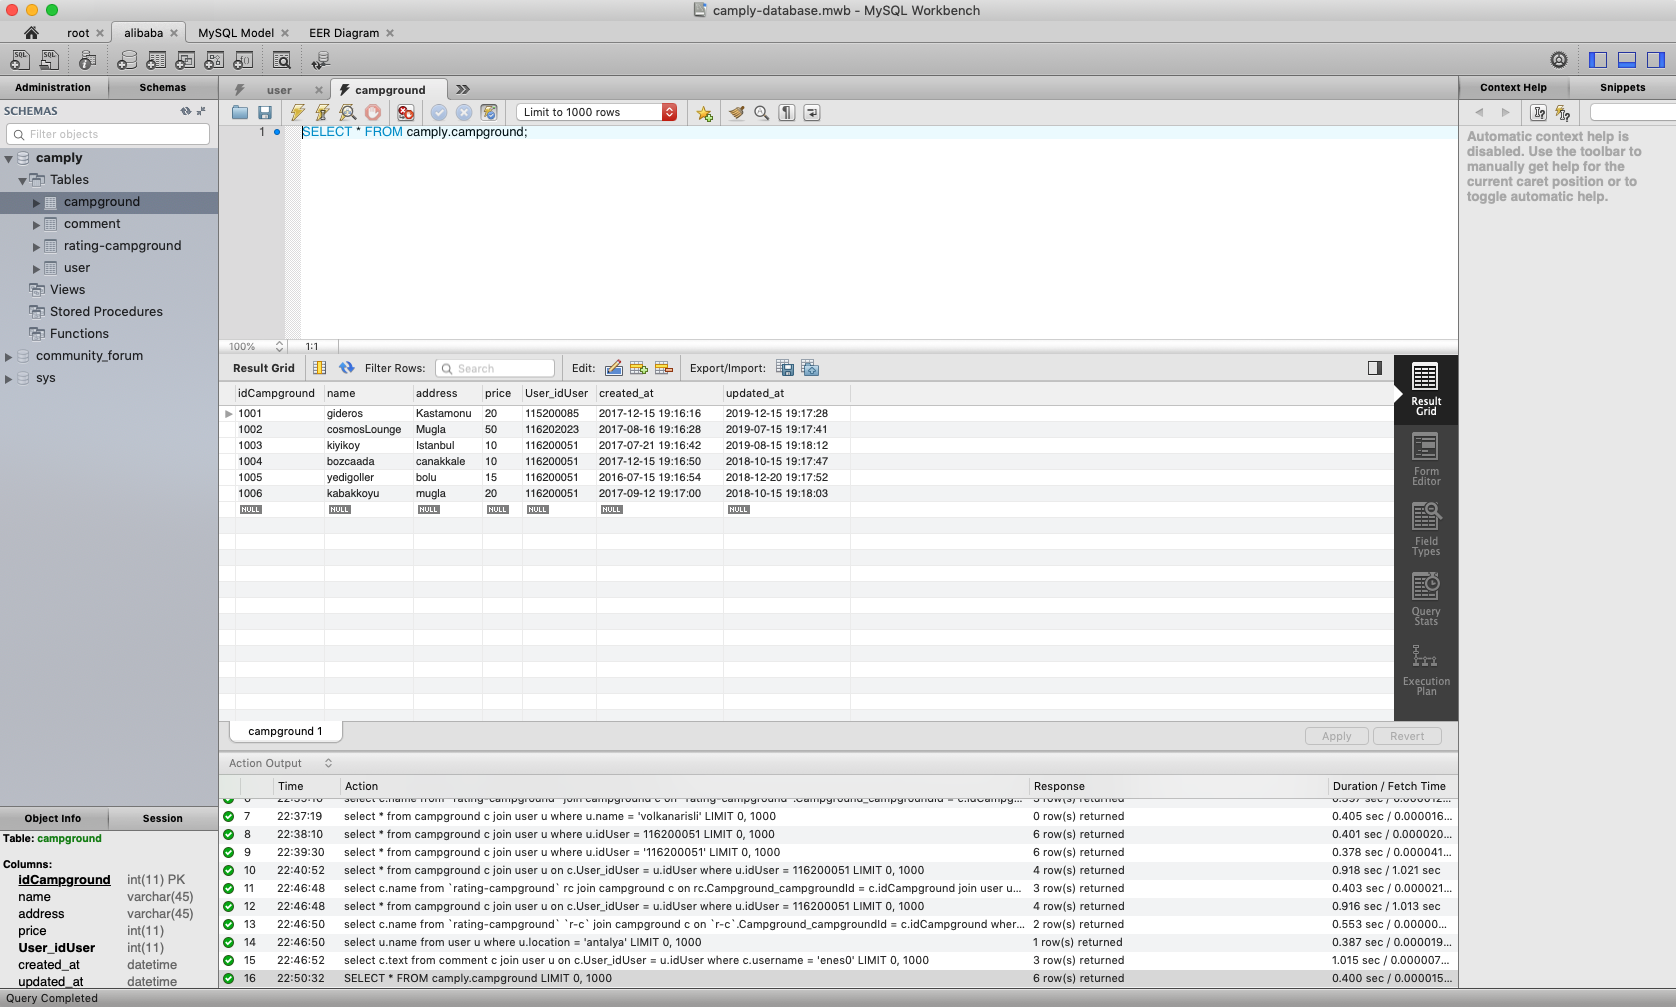 camply-database.mwb - MySQL Workbench
root alibaba MySQL Model EER Diagram
Administration Schemas
SCHEMAS
Filter objects
camply
Tables
campground
comment
rating-campground
user
Views
Stored Procedures
Functions
community_forum
sys
Object Info Session
Table: campground
Columns:
idCampground int(11) PK
name varchar(45)
address varchar(45)
price int(11)
User_idUser int(11)
created_at datetime
updated_at datetime
Query Completed
user campground
Limit to 1000 rows
1 SELECT * FROM camply.campground;
100% 1:1
Result Grid Filter Rows: Search Edit: Export/Import:
idCampground name address price User_idUser created_at updated_at
1001 gideros Kastamonu 20 115200085 2017-12-15 19:16:16 2019-12-15 19:17:28
1002 cosmosLounge Mugla 50 116202023 2017-08-16 19:16:28 2019-07-15 19:17:41
1003 kiyikoy Istanbul 10 116200051 2017-07-21 19:16:42 2019-08-15 19:18:12
1004 bozcaada canakkale 10 116200051 2017-12-15 19:16:50 2018-10-15 19:17:47
1005 yedigoller bolu 15 116200051 2016-07-15 19:16:54 2018-12-20 19:17:52
1006 kabakkoyu mugla 20 116200051 2017-09-12 19:17:00 2018-10-15 19:18:03
NULL NULL NULL NULL NULL NULL NULL
Result Grid
Form Editor
Field Types
Query Stats
Execution Plan
campground 1 Apply Revert
Action Output
Time Action Response Duration / Fetch Time
select c.name from `rating-campground` join campground c on `rating-campground`.Campground_campgroundId = c.idCampg... 3 row(s) returned
7 22:37:19 select * from campground c join user u where u.name = 'volkanarisli' LIMIT 0, 1000 0 row(s) returned 0.405 sec / 0.000016...
8 22:38:10 select * from campground c join user u where u.idUser = 116200051 LIMIT 0, 1000 6 row(s) returned 0.401 sec / 0.000020...
9 22:39:30 select * from campground c join user u where u.idUser = '116200051' LIMIT 0, 1000 6 row(s) returned 0.378 sec / 0.000041...
10 22:40:52 select * from campground c join user u on c.User_idUser = u.idUser where u.idUser = 116200051 LIMIT 0, 1000 4 row(s) returned 0.918 sec / 1.021 sec
11 22:46:48 select c.name from `rating-campground` rc join campground c on rc.Campground_campgroundId = c.idCampground join user u... 3 row(s) returned 0.403 sec / 0.000021...
12 22:46:48 select * from campground c join user u on c.User_idUser = u.idUser where u.idUser = 116200051 LIMIT 0, 1000 4 row(s) returned 0.916 sec / 1.013 sec
13 22:46:50 select c.name from `rating-campground` `r-c` join campground c on `r-c`.Campground_campgroundId = c.idCampground wher... 2 row(s) returned 0.553 sec / 0.00000...
14 22:46:50 select u.name from user u where u.location = 'antalya' LIMIT 0, 1000 1 row(s) returned 0.387 sec / 0.000019...
15 22:46:52 select c.text from comment c join user u on c.User_idUser = u.idUser where c.username = 'enes0' LIMIT 0, 1000 3 row(s) returned 1.015 sec / 0.000007...
16 22:50:32 SELECT * FROM camply.campground LIMIT 0, 1000 6 row(s) returned 0.400 sec / 0.000015...
Context Help Snippets
Automatic context help is
disabled. Use the toolbar to
manually get help for the
current caret position or to
toggle automatic help.